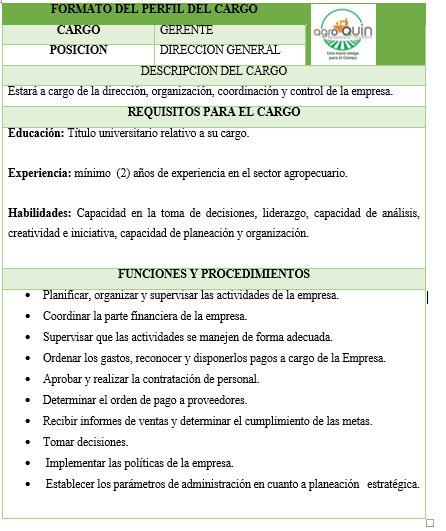 FORMATO DEL PERFIL DEL CARGO
CARGO GERENTE
POSICION DIRECCION GENERAL
agroQuin
Una nueva amiga
para el Campo
DESCRIPCION DEL CARGO
Estará a cargo de la dirección, organización, coordinación y control de la empresa.
REQUISITOS PARA EL CARGO
Educación: Título universitario relativo a su cargo.
Experiencia: mínimo (2) años de experiencia en el sector agropecuario.
Habilidades: Capacidad en la toma de decisiones, liderazgo, capacidad de análisis,
creatividad e iniciativa, capacidad de planeación y organización.
FUNCIONES Y PROCEDIMIENTOS
• Planificar, organizar y supervisar las actividades de la empresa.
• Coordinar la parte financiera de la empresa.
• Supervisar que las actividades se manejen de forma adecuada.
• Ordenar los gastos, reconocer y disponerlos pagos a cargo de la Empresa.
• Aprobar y realizar la contratación de personal.
• Determinar el orden de pago a proveedores.
• Recibir informes de ventas y determinar el cumplimiento de las metas.
• Tomar decisiones.
• Implementar las políticas de la empresa.
• Establecer los parámetros de administración en cuanto a planeación estratégica.